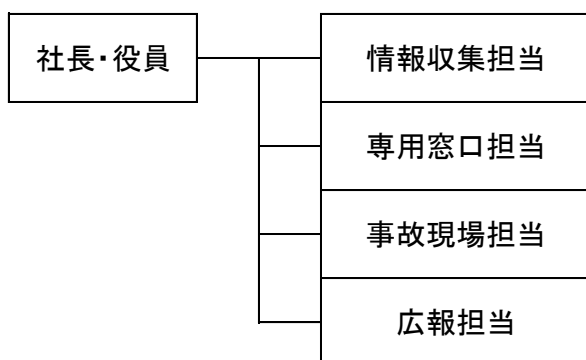 社長・役員
情報収集担当
専用窓口担当
事故現場担当
広報担当